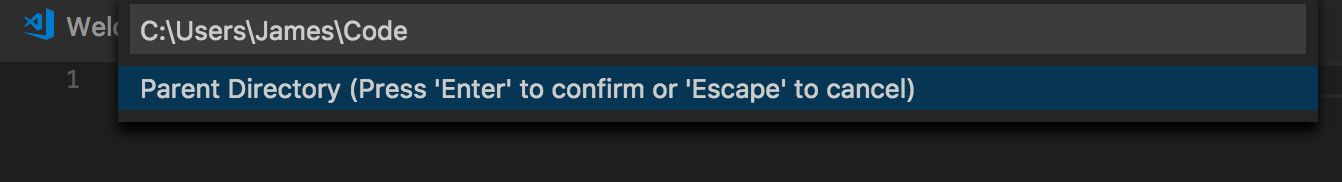 C:\Users\James\Code
Welc
Parent Directory (Press 'Enter' to confirm or 'Escape' to cancel)
1